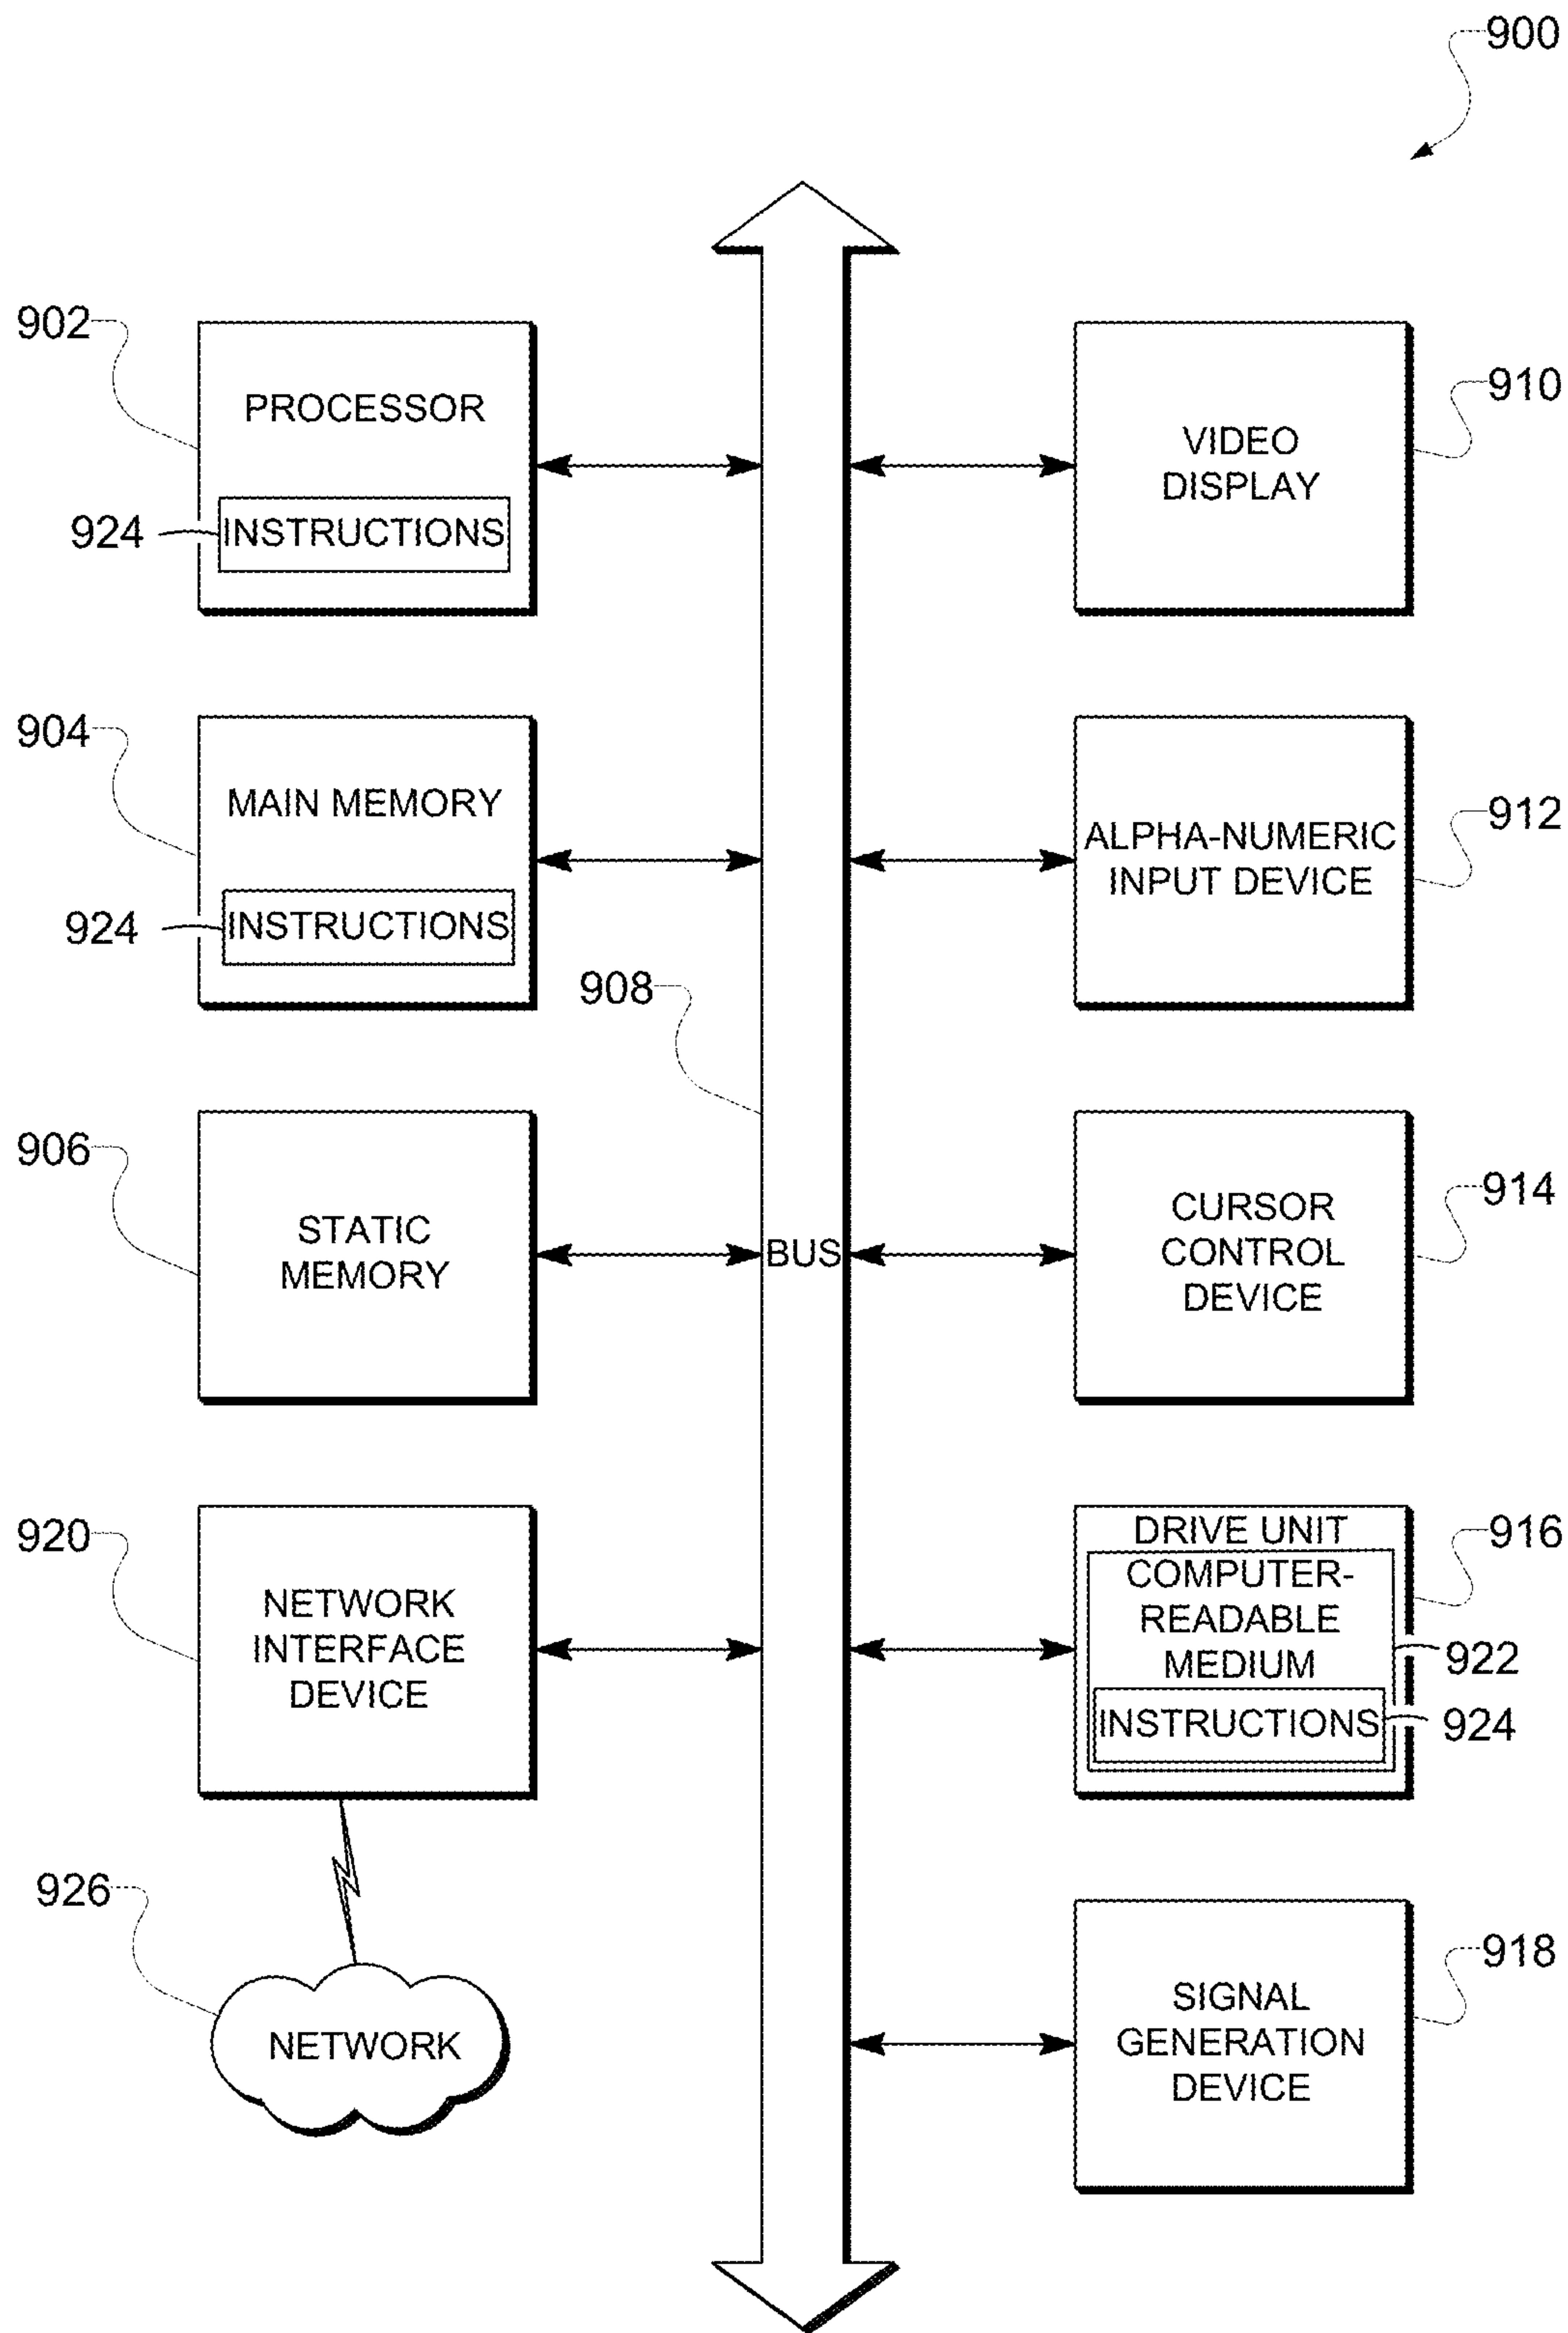 900
902
PROCESSOR
924
INSTRUCTIONS
910
VIDEO
DISPLAY
904
MAIN MEMORY
924
INSTRUCTIONS
912
ALPHA-NUMERIC
INPUT DEVICE
908
BUS
906
STATIC
MEMORY
914
CURSOR
CONTROL
DEVICE
920
NETWORK
INTERFACE
DEVICE
916
DRIVE UNIT
COMPUTER-
READABLE
MEDIUM
922
INSTRUCTIONS
924
926
NETWORK
918
SIGNAL
GENERATION
DEVICE